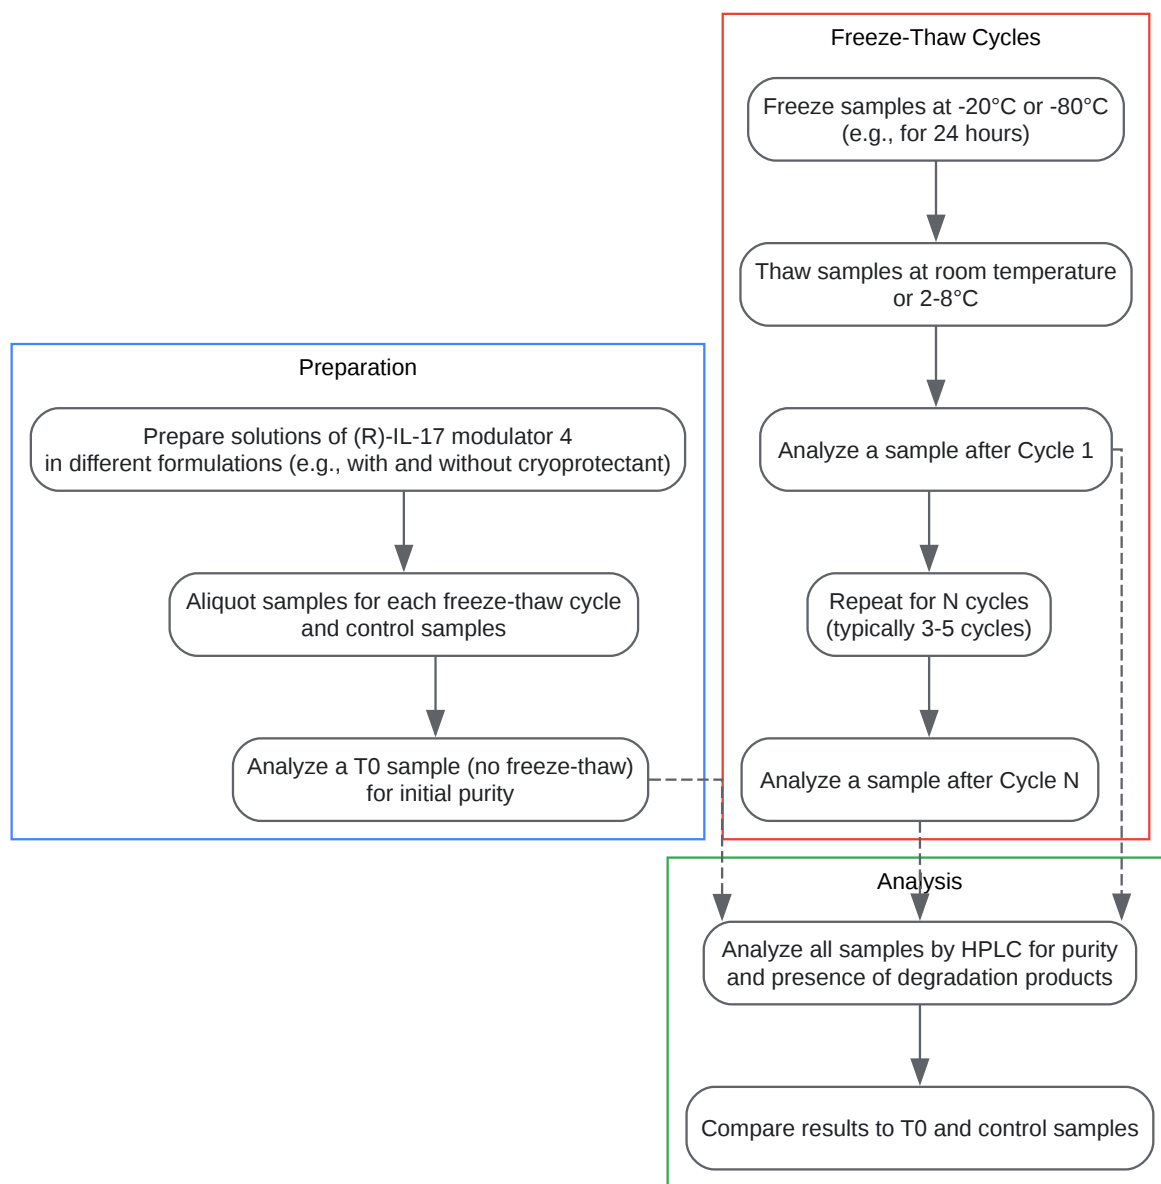 Preparation
Prepare solutions of (R)-IL-17 modulator 4
in different formulations (e.g., with and without cryoprotectant)
Aliquot samples for each freeze-thaw cycle
and control samples
Analyze a T0 sample (no freeze-thaw)
for initial purity
Freeze-Thaw Cycles
Freeze samples at -20°C or -80°C
(e.g., for 24 hours)
Thaw samples at room temperature
or 2-8°C
Analyze a sample after Cycle 1
Repeat for N cycles
(typically 3-5 cycles)
Analyze a sample after Cycle N
Analysis
Analyze all samples by HPLC for purity
and presence of degradation products
Compare results to T0 and control samples